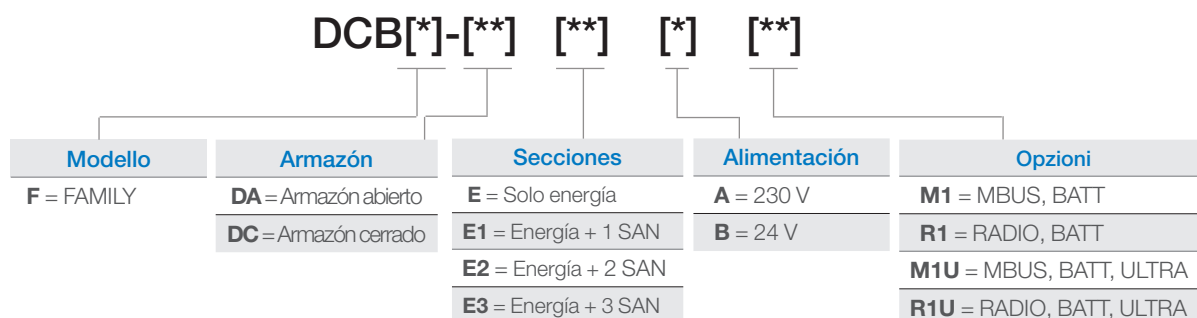 DCB[*]-[**] [**] [*] [**]
Modello
F = FAMILY
Armazón
DA = Armazón abierto
DC = Armazón cerrado
Secciones
E = Solo energía
E1 = Energía + 1 SAN
E2 = Energía + 2 SAN
E3 = Energía + 3 SAN
Alimentación
A = 230 V
B = 24 V
Opzioni
M1 = MBUS, BATT
R1 = RADIO, BATT
M1U = MBUS, BATT, ULTRA
R1U = RADIO, BATT, ULTRA